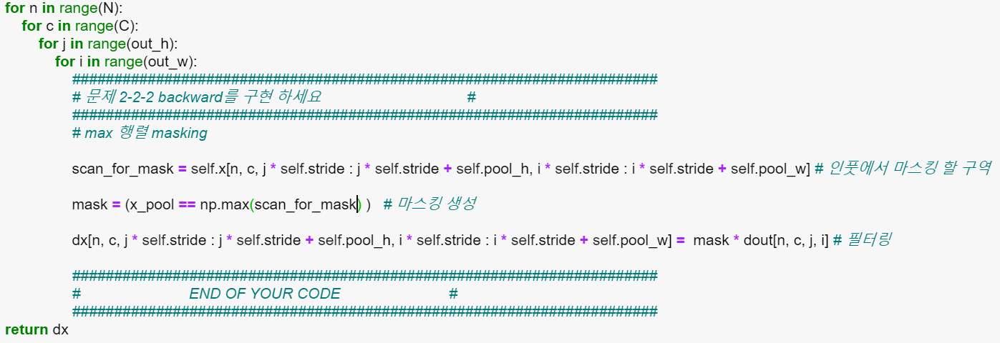 for n in range(N):
for c in range(C):
for j in range(out_h):
for i in range(out_w):
######################################################################
# 문제 2-2-2 backward를 구현 하세요 #
######################################################################
# max 행렬 masking
scan_for_mask = self.x[n, c, j * self.stride : j * self.stride + self.pool_h, i * self.stride : i * self.stride + self.pool_w] # 인풋에서 마스킹 할 구역
mask = (x_pool == np.max(scan_for_mask) ) # 마스킹 생성
dx[n, c, j * self.stride : j * self.stride + self.pool_h, i * self.stride : i * self.stride + self.pool_w] = mask * dout[n, c, j, i] # 필터링
######################################################################
# END OF YOUR CODE #
######################################################################
return dx